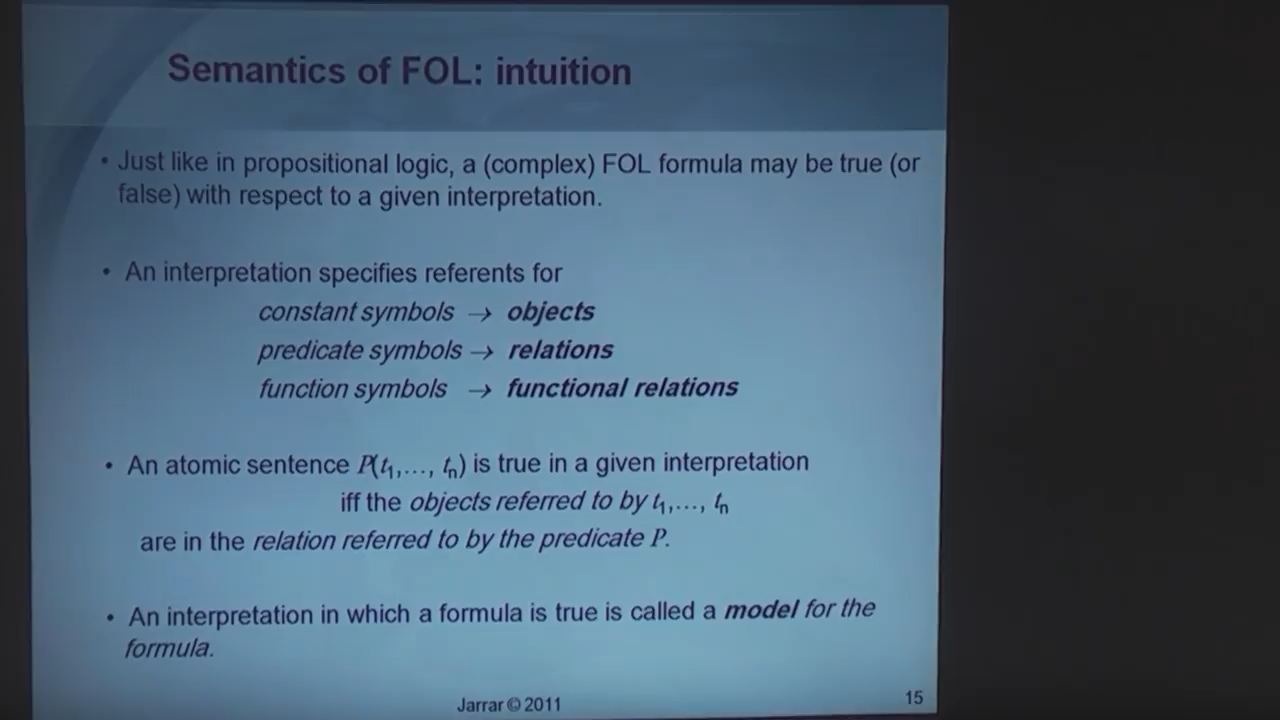 Semantics of FOL: intuition
• Just like in propositional logic, a (complex) FOL formula may be true (or
false) with respect to a given interpretation.
• An interpretation specifies referents for
constant symbols → objects
predicate symbols → relations
function symbols → functional relations
• An atomic sentence P(t1,..., tn) is true in a given interpretation
iff the objects referred to by t1,..., tn
are in the relation referred to by the predicate P.
• An interpretation in which a formula is true is called a model for the
formula.
Jarrar © 2011
15